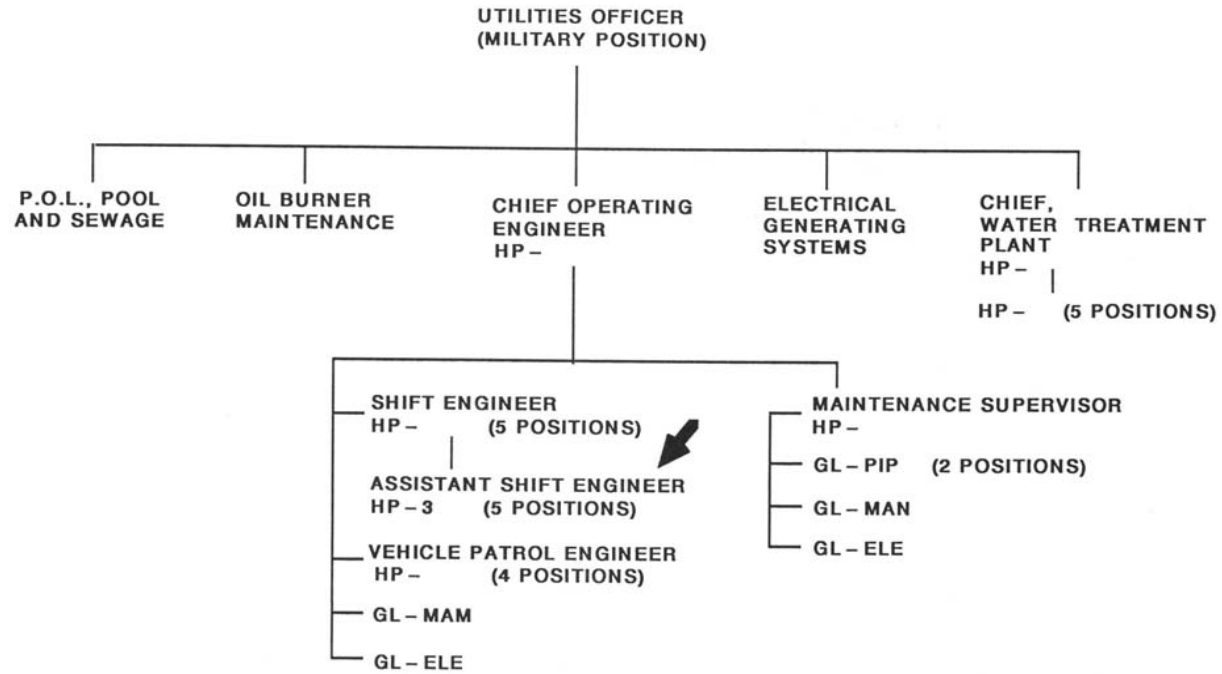 UTILITIES OFFICER
(MILITARY POSITION)
P.O.L., POOL
AND SEWAGE
OIL BURNER
MAINTENANCE
CHIEF OPERATING
ENGINEER
HP –
ELECTRICAL
GENERATING
SYSTEMS
CHIEF,
WATER TREATMENT
PLANT
HP –
HP – (5 POSITIONS)
SHIFT ENGINEER
HP – (5 POSITIONS)
ASSISTANT SHIFT ENGINEER
HP – 3 (5 POSITIONS)
VEHICLE PATROL ENGINEER
HP – (4 POSITIONS)
GL – MAM
GL – ELE
MAINTENANCE SUPERVISOR
HP –
GL – PIP (2 POSITIONS)
GL – MAN
GL – ELE